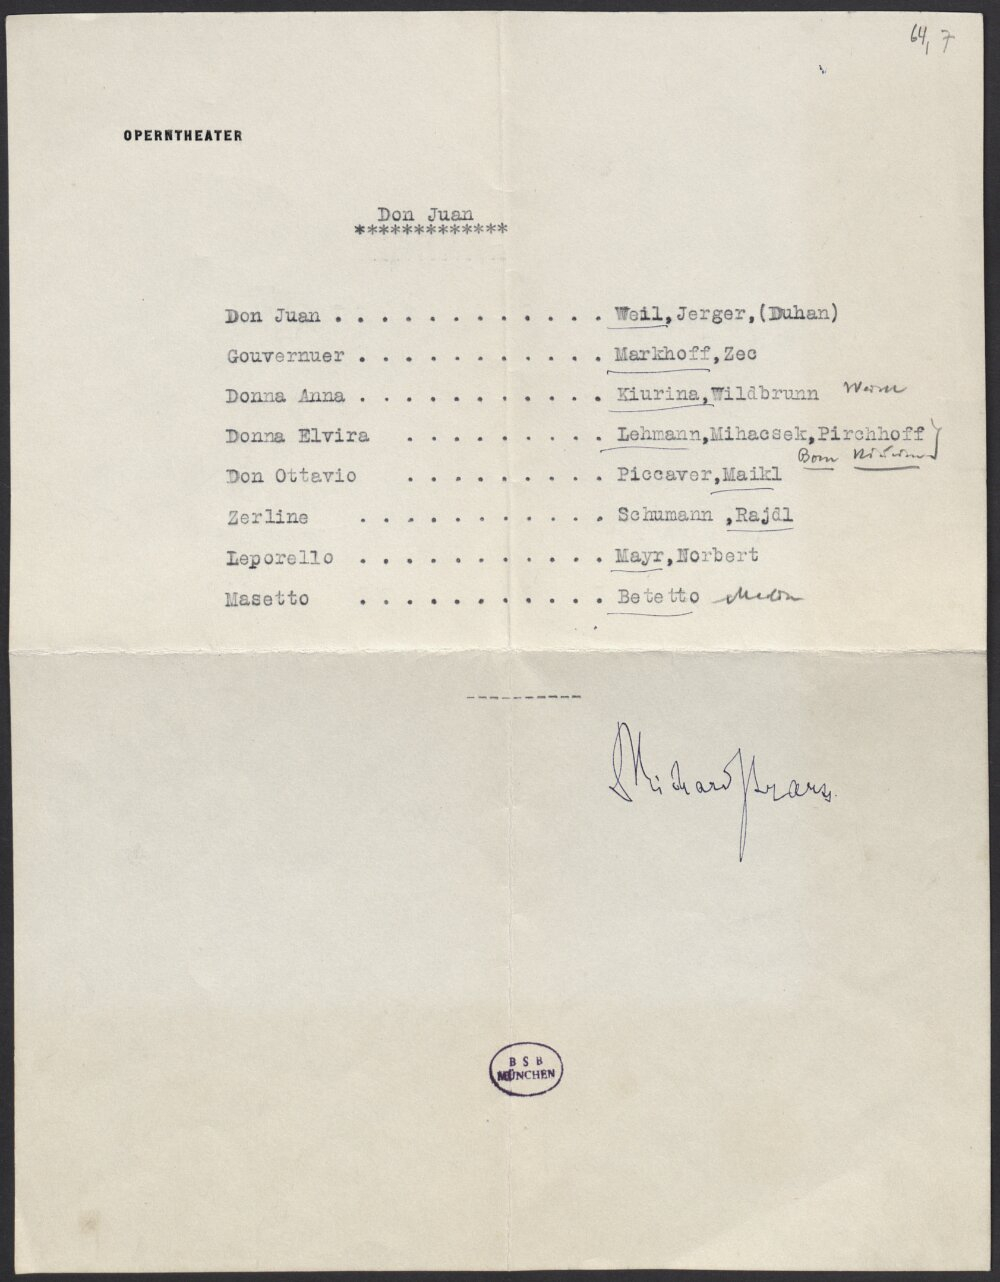 64, 7
OPERNTHEATER
Don Juan
*************
Don Juan . . . . . . . . . . . . Weil,Jerger,(Duhan)
Gouvernuer . . . . . . . . . . . Markhoff,Zec
Donna Anna . . . . . . . . . . . Kiurina,Wildbrunn
Donna Elvira . . . . . . . . . Lehmann,Mihacsek,Pirchhoff
Born
Don Ottavio . . . . . . . . . Piccaver,Maikl
Zerline . . . . . . . . . . . Schumann ,Rajdl
Leporello . . . . . . . . . . . Mayr,Norbert
Masetto . . . . . . . . . . . Betetto
----------
Richard Strauss.
B S B
MÜNCHEN